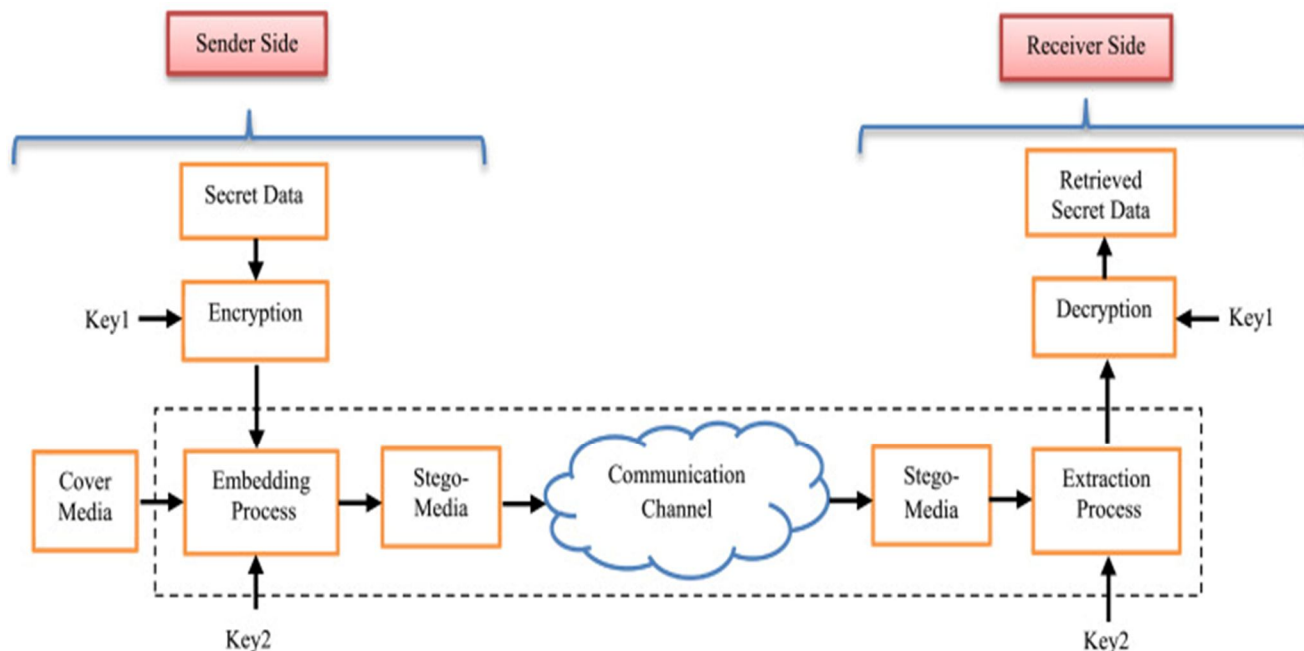 Sender Side
Receiver Side
Secret Data
Retrieved
Secret Data
Key1
Encryption
Decryption
Key1
Cover
Media
Embedding
Process
Stego-
Media
Communication
Channel
Stego-
Media
Extraction
Process
Key2
Key2